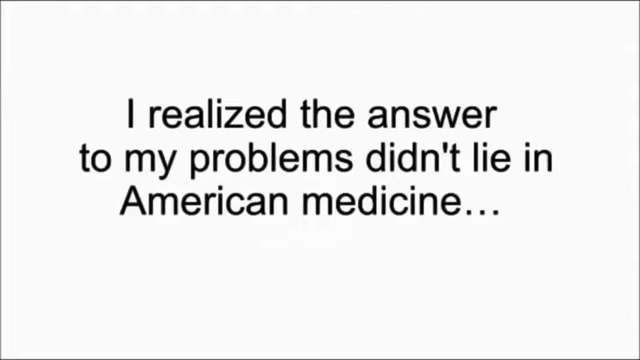 I realized the answer
to my problems didn't lie in
American medicine…